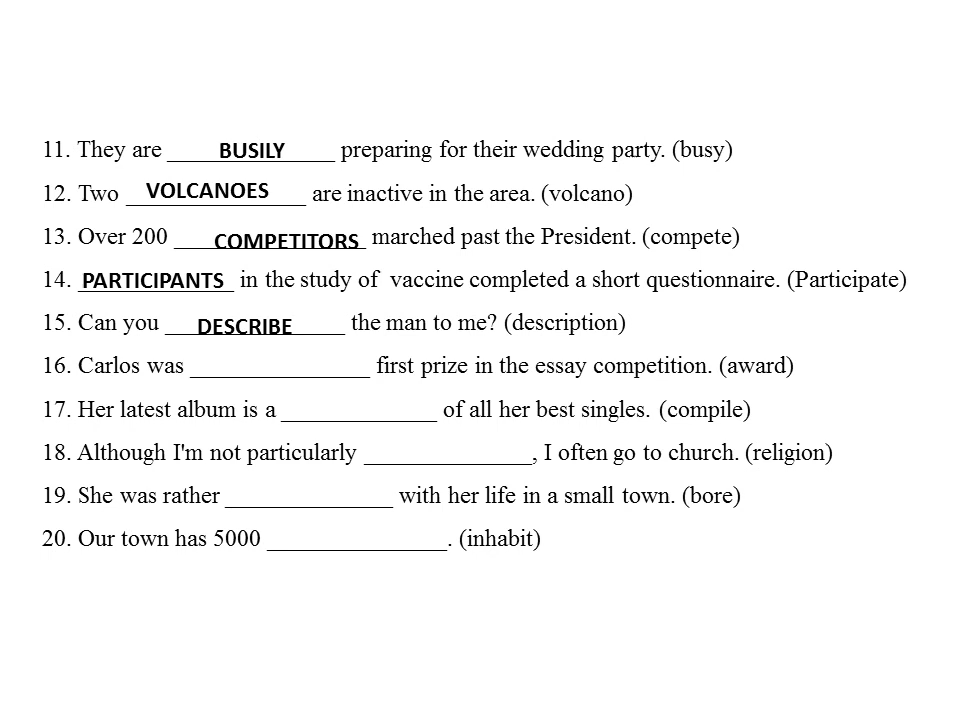 11. They are ______________ BUSILY preparing for their wedding party. (busy)
12. Two _______________ VOLCANOES are inactive in the area. (volcano)
13. Over 200 ________________ COMPETITORS marched past the President. (compete)
14. _____________ PARTICIPANTS in the study of vaccine completed a short questionnaire. (Participate)
15. Can you _______________ DESCRIBE the man to me? (description)
16. Carlos was _______________ first prize in the essay competition. (award)
17. Her latest album is a _____________ of all her best singles. (compile)
18. Although I'm not particularly ______________, I often go to church. (religion)
19. She was rather ______________ with her life in a small town. (bore)
20. Our town has 5000 _______________. (inhabit)